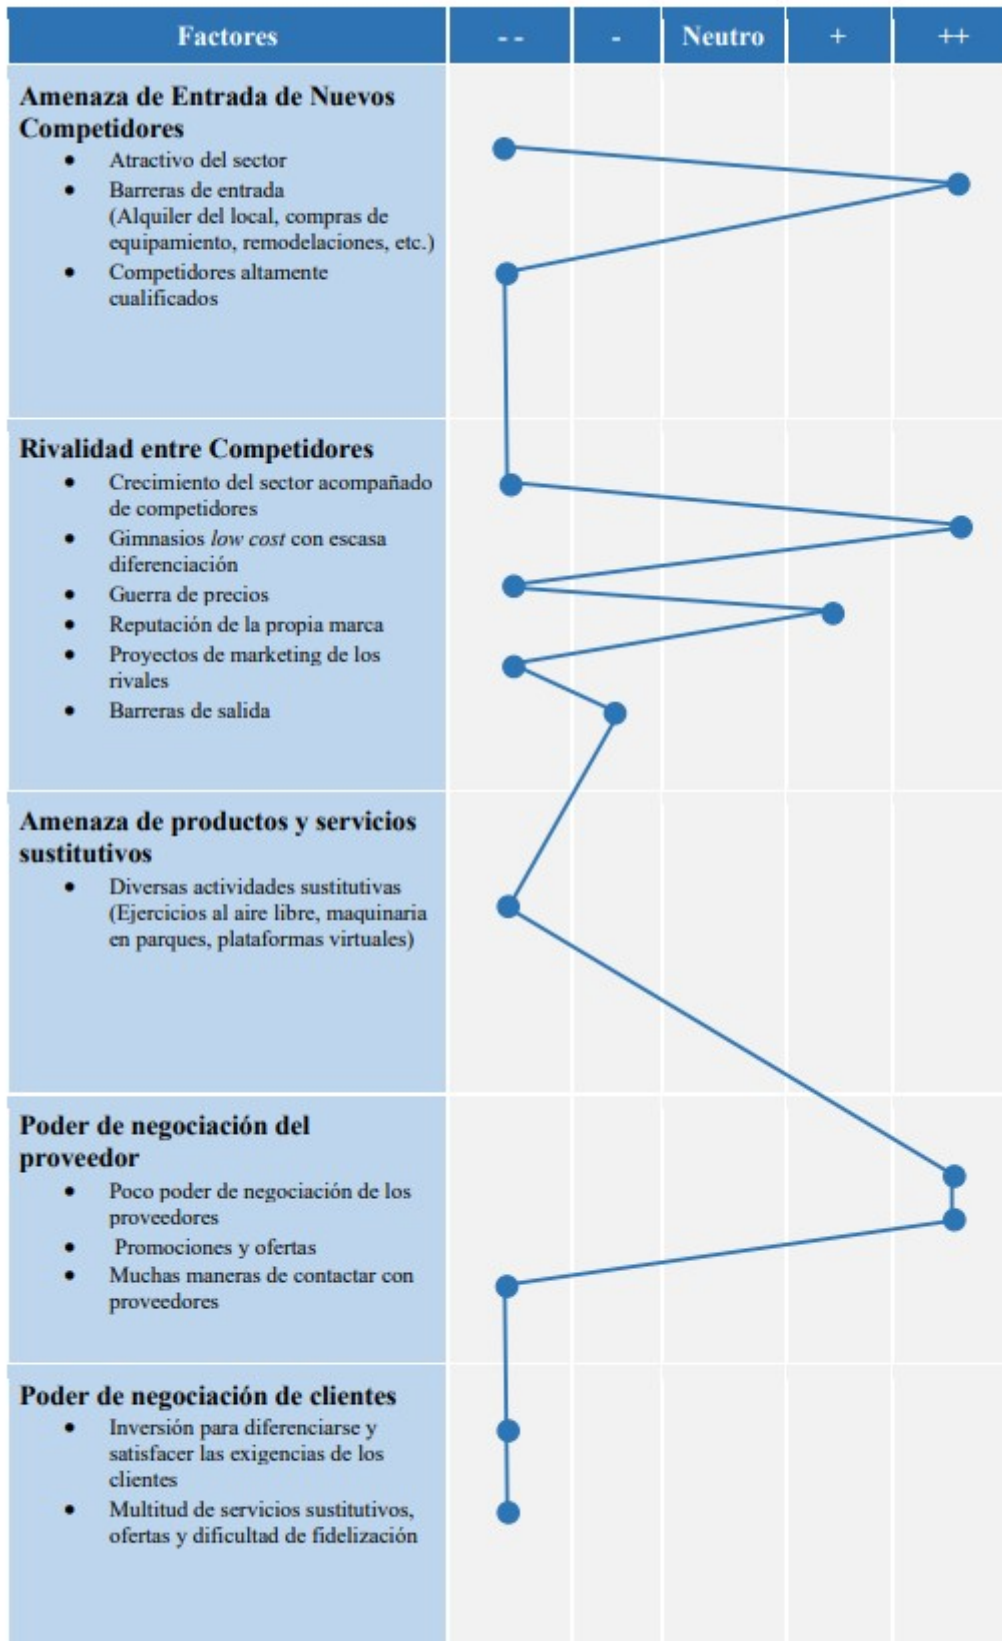 Factores -- - Neutro + ++
Amenaza de Entrada de Nuevos
Competidores
● Atractivo del sector
● Barreras de entrada
(Alquiler del local, compras de
equipamiento, remodelaciones, etc.)
● Competidores altamente
cualificados
Rivalidad entre Competidores
● Crecimiento del sector acompañado
de competidores
● Gimnasios low cost con escasa
diferenciación
● Guerra de precios
● Reputación de la propia marca
● Proyectos de marketing de los
rivales
● Barreras de salida
Amenaza de productos y servicios
sustitutivos
● Diversas actividades sustitutivas
(Ejercicios al aire libre, maquinaria
en parques, plataformas virtuales)
Poder de negociación del
proveedor
● Poco poder de negociación de los
proveedores
● Promociones y ofertas
● Muchas maneras de contactar con
proveedores
Poder de negociación de clientes
● Inversión para diferenciarse y
satisfacer las exigencias de los
clientes
● Multitud de servicios sustitutivos,
ofertas y dificultad de fidelización